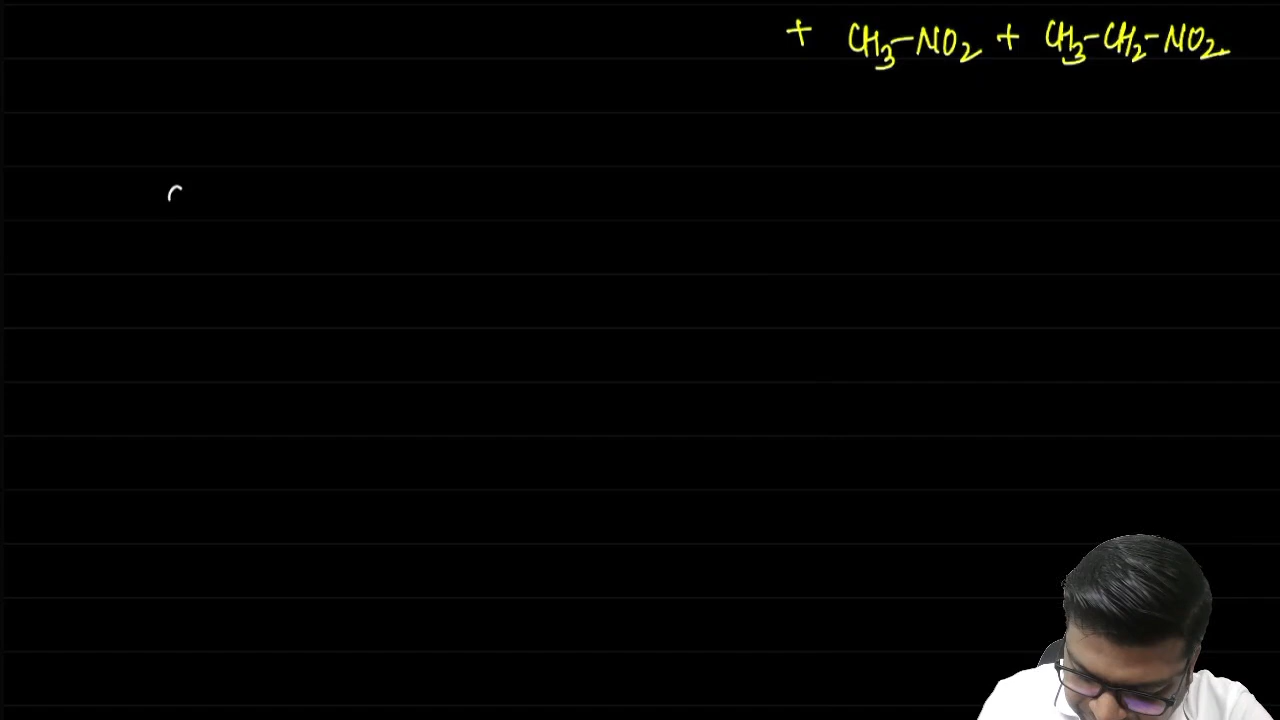 + CH₃-NO₂ + CH₃-CH₂-NO₂.